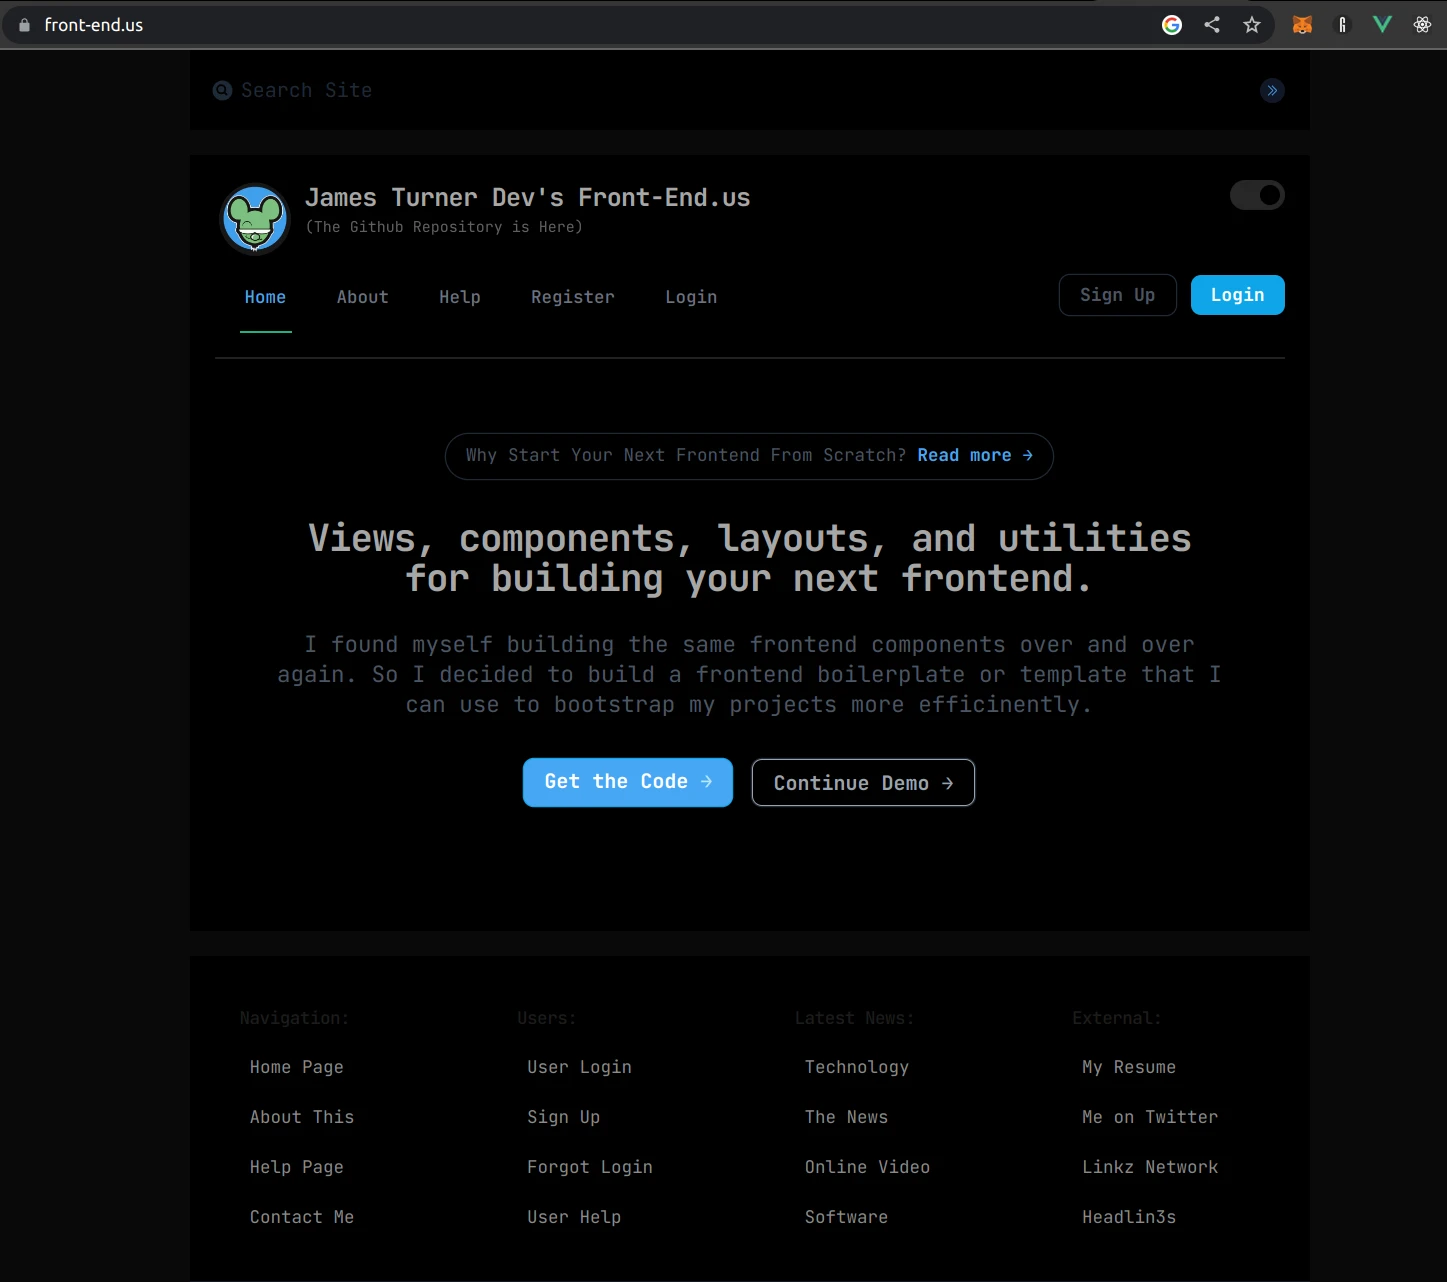 front-end.us
Search Site
James Turner Dev's Front-End.us
(The Github Repository is Here)
Home About Help Register Login
Sign Up Login
Why Start Your Next Frontend From Scratch? Read more →
Views, components, layouts, and utilities
for building your next frontend.
I found myself building the same frontend components over and over
again. So I decided to build a frontend boilerplate or template that I
can use to bootstrap my projects more efficinently.
Get the Code →
Continue Demo →
Navigation:
Home Page
About This
Help Page
Contact Me
Users:
User Login
Sign Up
Forgot Login
User Help
Latest News:
Technology
The News
Online Video
Software
External:
My Resume
Me on Twitter
Linkz Network
Headlin3s